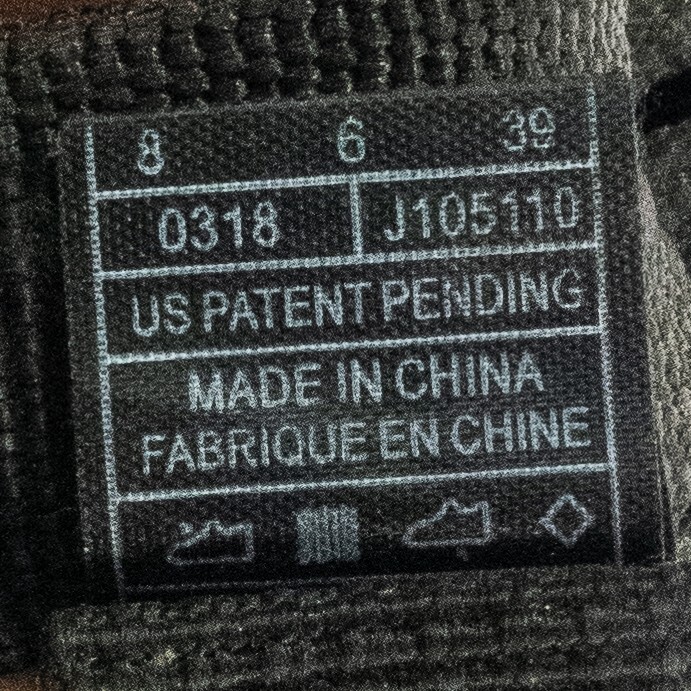 8 6 39
0318 J105110
US PATENT PENDING
MADE IN CHINA
FABRIQUE EN CHINE